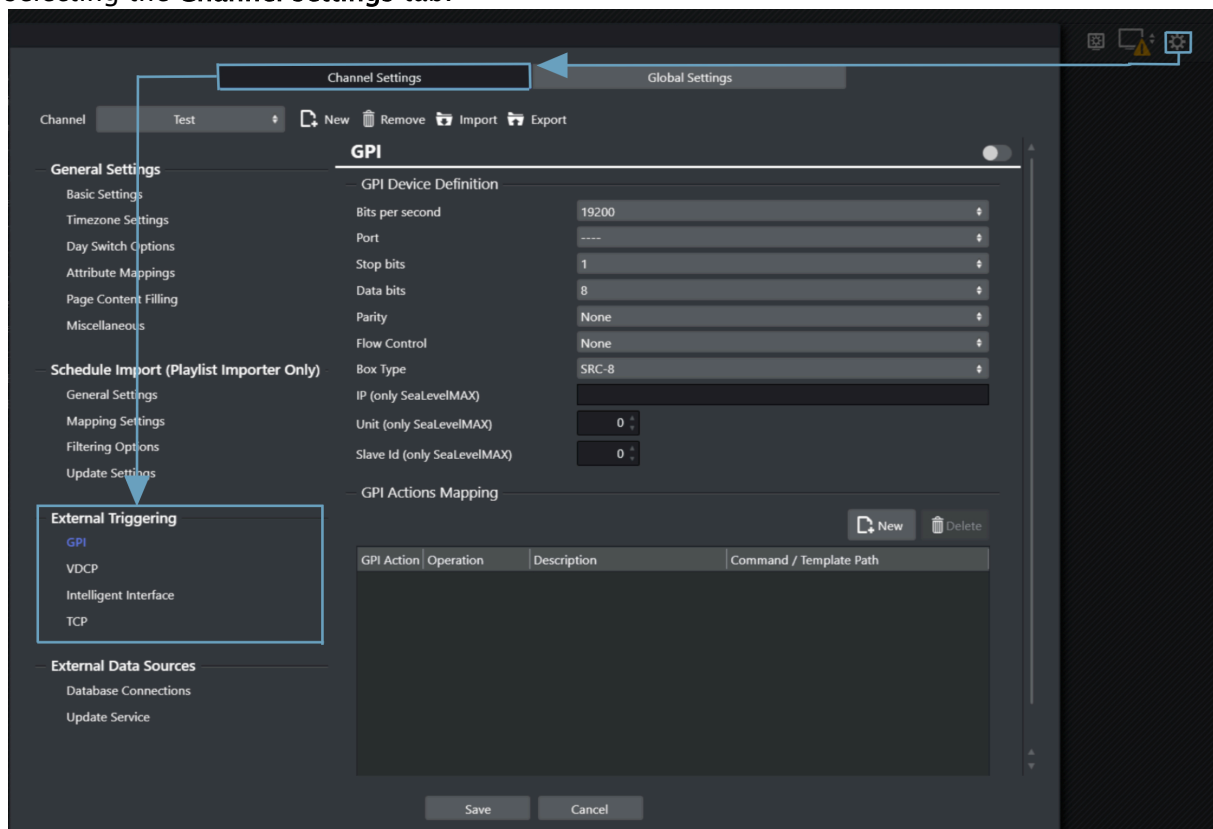 selecting the Channel settings tab.
Channel Settings
Global Settings
Channel
Test
New
Remove
Import
Export
General Settings
Basic Settings
Timezone Settings
Day Switch Options
Attribute Mappings
Page Content Filling
Miscellaneous
Schedule Import (Playlist Importer Only)
General Settings
Mapping Settings
Filtering Options
Update Settings
External Triggering
GPI
VDCP
Intelligent Interface
TCP
External Data Sources
Database Connections
Update Service
GPI
GPI Device Definition
Bits per second 19200
Port ----
Stop bits 1
Data bits 8
Parity None
Flow Control None
Box Type SRC-8
IP (only SeaLevelMAX)
Unit (only SeaLevelMAX) 0
Slave Id (only SeaLevelMAX) 0
GPI Actions Mapping
New
Delete
GPI Action Operation Description Command / Template Path
Save
Cancel